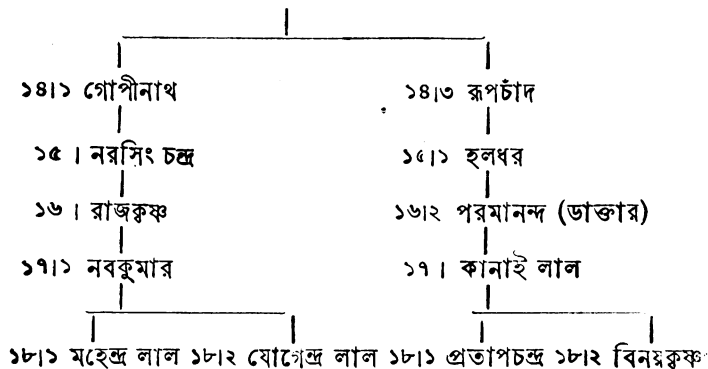 ১৪।১ গোপীনাথ ১৪।৩ রূপচাঁদ
১৫। নরসিং চন্দ্র ১৫।১ হলধর
১৬। রাজকৃষ্ণ ১৬।২ পরমানন্দ (ডাক্তার)
১৭।১ নবকুমার ১৭। কানাই লাল
১৮।১ মহেন্দ্র লাল ১৮।২ যোগেন্দ্র লাল ১৮।১ প্রতাপচন্দ্র ১৮।২ বিনয়কৃষ্ণ